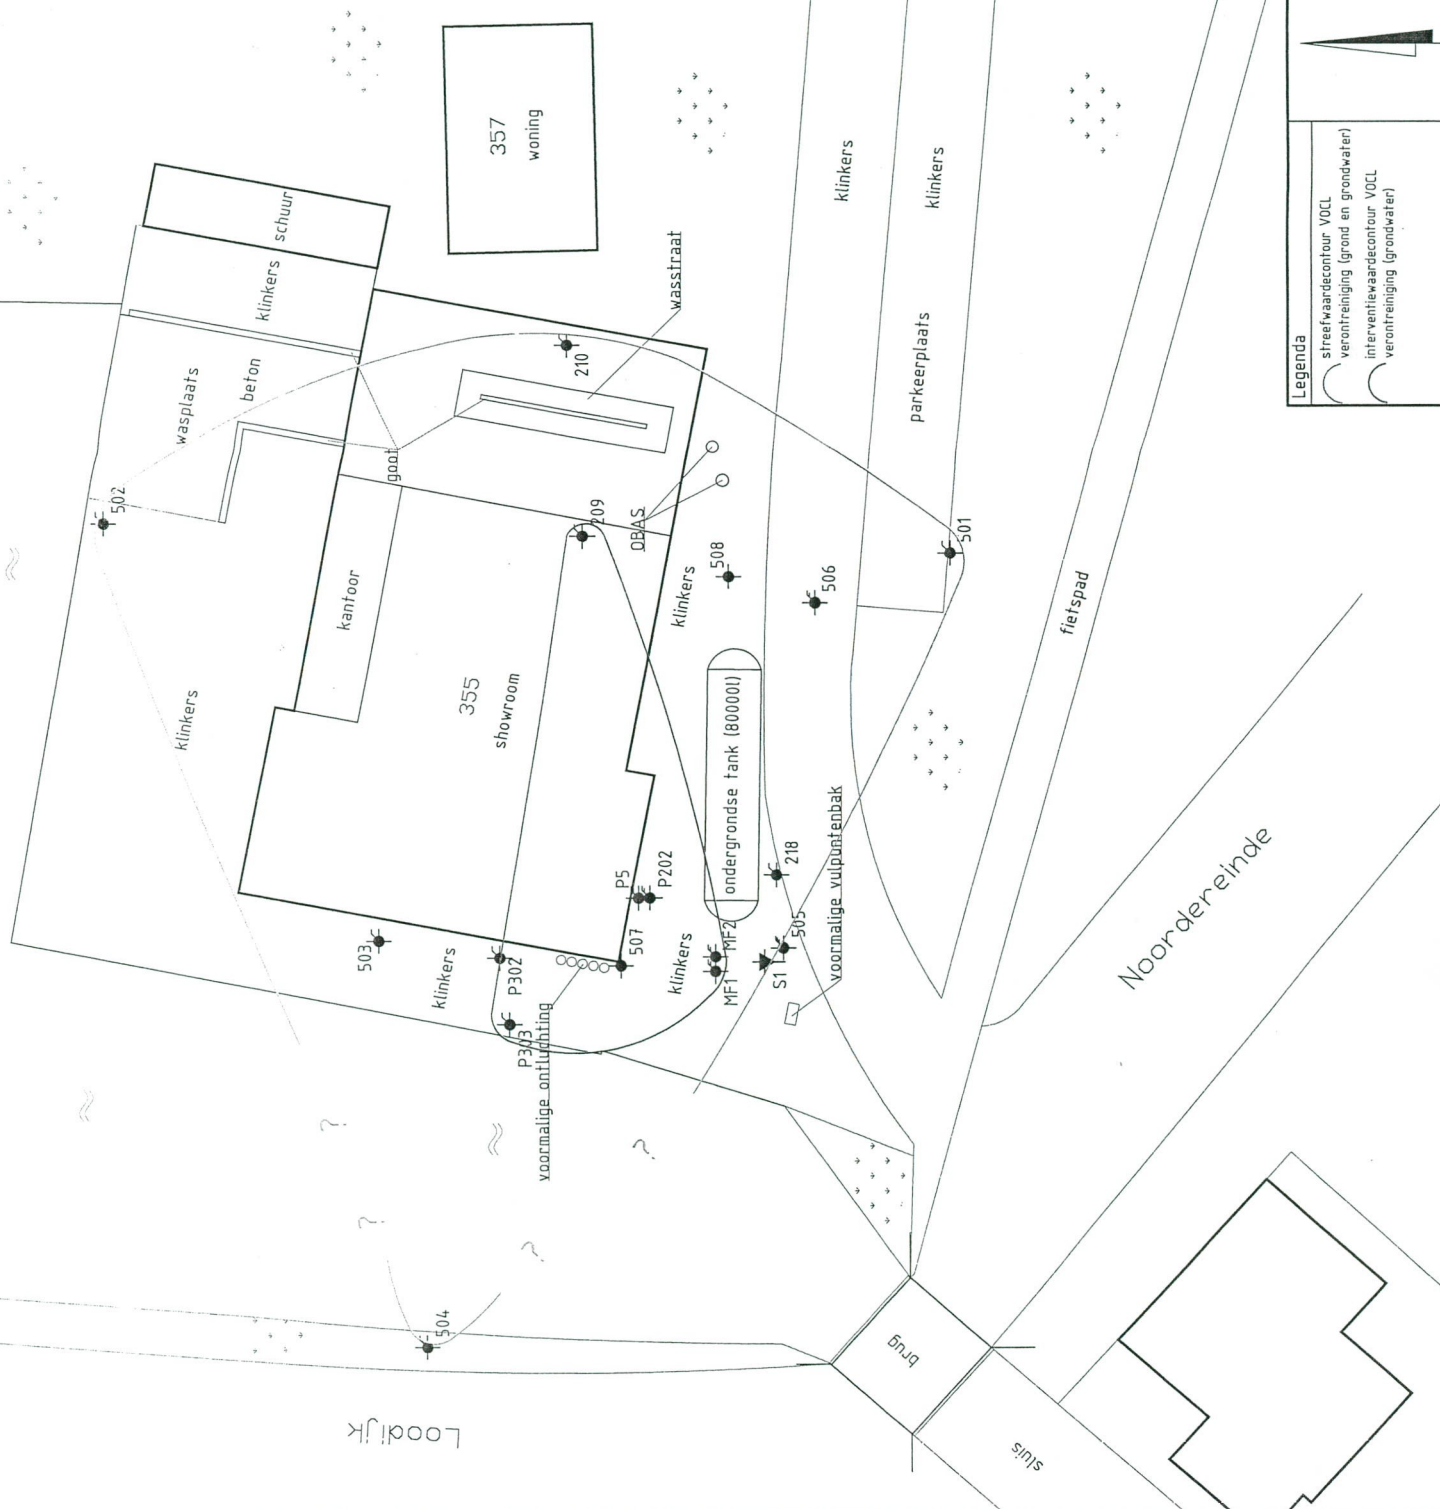 357
woning
schuur
klinkers
wasplaats
beton
wasstraat
210
goot
502
OBAS
209
kantoor
klinkers
355
showroom
klinkers
508
506
klinkers
klinkers
parkeerplaats
501
fietspad
ondergrondse tank (80000l)
voormalige vulpuntenbak
218
505
S1
P5
P202
507
MF2
MF1
klinkers
503
P302
klinkers
P303
voormalige ontluchting
?
?
?
?
504
Loodijk
brug
sluis
Noordereinde
Legenda
streefwaardecontour VOCL
verontreiniging (grond en grondwater)
interventiewaardecontour VOCL
verontreiniging (grondwater)